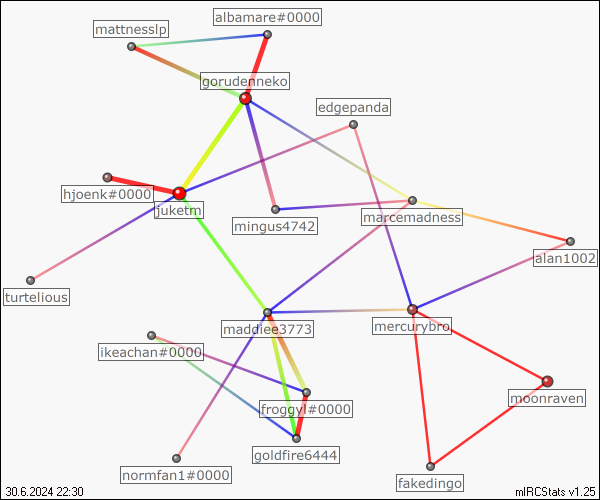 albamare#0000
mattnesslp
gorudenneko
edgepanda
hjoenk#0000
juketm
marcemadness
mingus4742
alan1002
turtelious
maddiee3773
mercurybro
ikeachan#0000
moonraven
froggyl#0000
goldfire6444
normfan1#0000
fakedingo
30.6.2024 22:30
mIRCStats v1.25